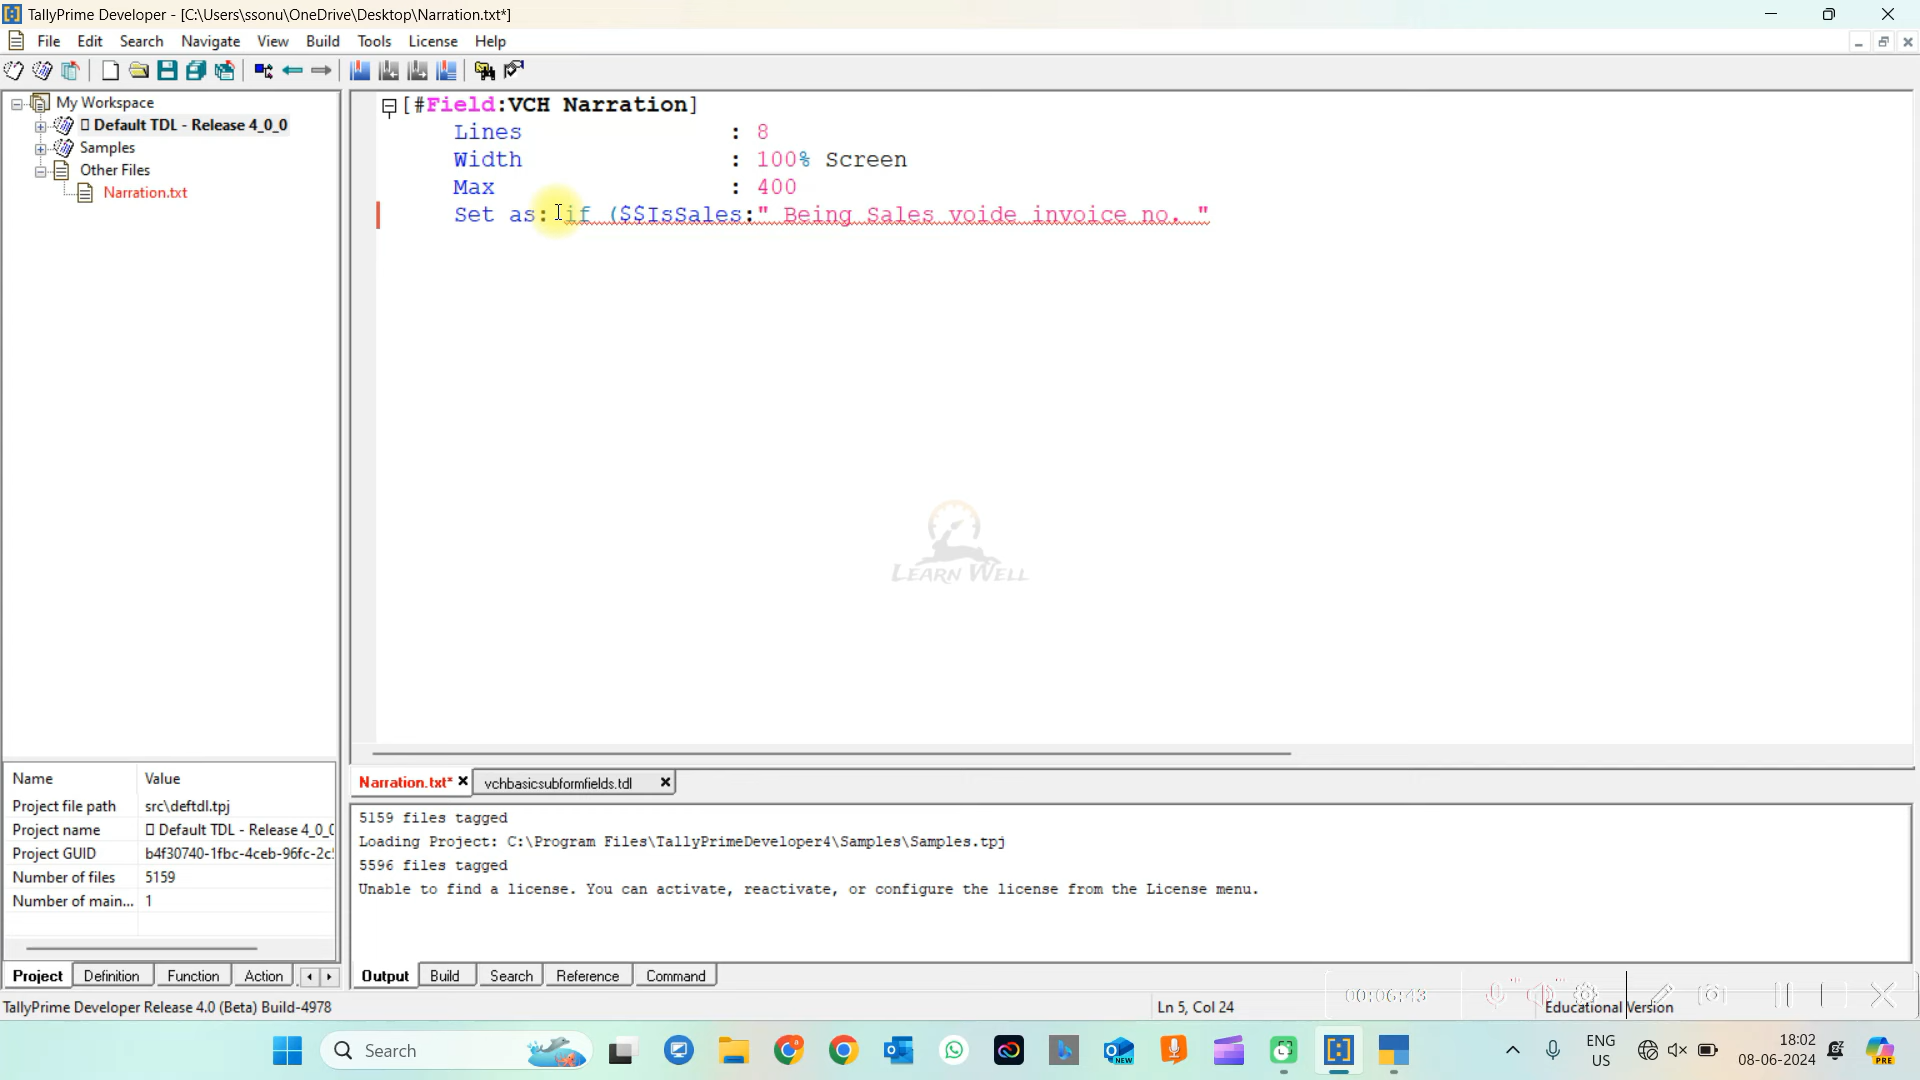 TallyPrime Developer - [C:\Users\ssonu\OneDrive\Desktop\Narration.txt*]
File Edit Search Navigate View Build Tools License Help
My Workspace
Default TDL - Release 4_0_0
Samples
Other Files
Narration.txt
[#Field:VCH Narration]
Lines : 8
Width : 100% Screen
Max : 400
Set as: if ($$IsSales:" Being Sales voide invoice no. "
LEARN WELL
Name Value
Project file path src\deftdl.tpj
Project name Default TDL - Release 4_0_0
Project GUID b4f30740-1fbc-4ceb-96fc-2c
Number of files 5159
Number of main... 1
Project Definition Function Action
Narration.txt* vchbasicsubformfields.tdl
5159 files tagged
Loading Project: C:\Program Files\TallyPrimeDeveloper4\Samples\Samples.tpj
5596 files tagged
Unable to find a license. You can activate, reactivate, or configure the license from the License menu.
Output Build Search Reference Command
00:06:43
TallyPrime Developer Release 4.0 (Beta) Build-4978
Ln 5, Col 24
Educational Version
Search
NEW
ENG
US
18:02
08-06-2024
PRE